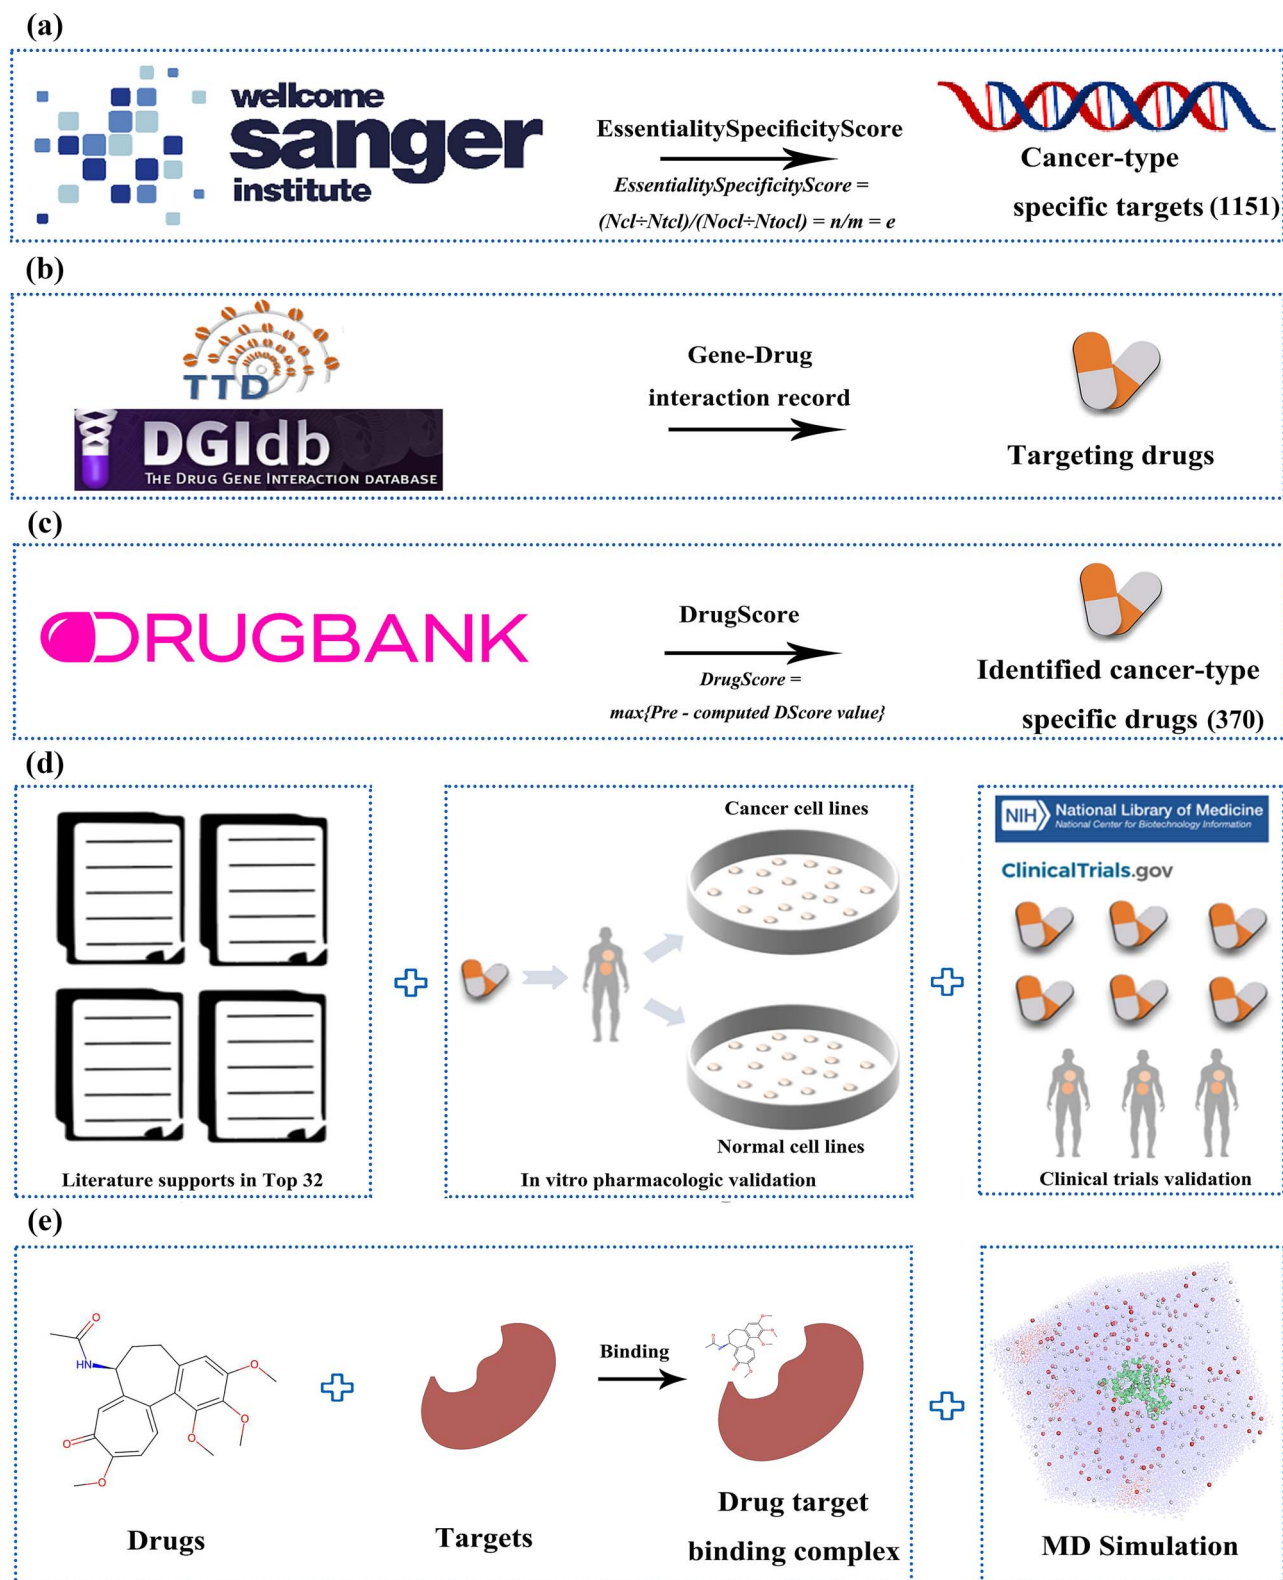 (a)
wellcome
sanger
institute
EssentialitySpecificityScore
EssentialitySpecificityScore =
(Ncl÷Ntcl)/(Nocl÷Ntocl) = n/m = e
Cancer-type
specific targets (1151)
(b)
TTD
DGIdb
THE DRUG GENE INTERACTION DATABASE
Gene-Drug
interaction record
Targeting drugs
(c)
DRUGBANK
DrugScore
DrugScore =
max{Pre - computed DScore value}
Identified cancer-type
specific drugs (370)
(d)
Literature supports in Top 32
Cancer cell lines
Normal cell lines
In vitro pharmacologic validation
NIH National Library of Medicine
National Center for Biotechnology Information
ClinicalTrials.gov
Clinical trials validation
(e)
O
HN
O
O
O
O
O
Drugs
Targets
Binding
Drug target
binding complex
MD Simulation